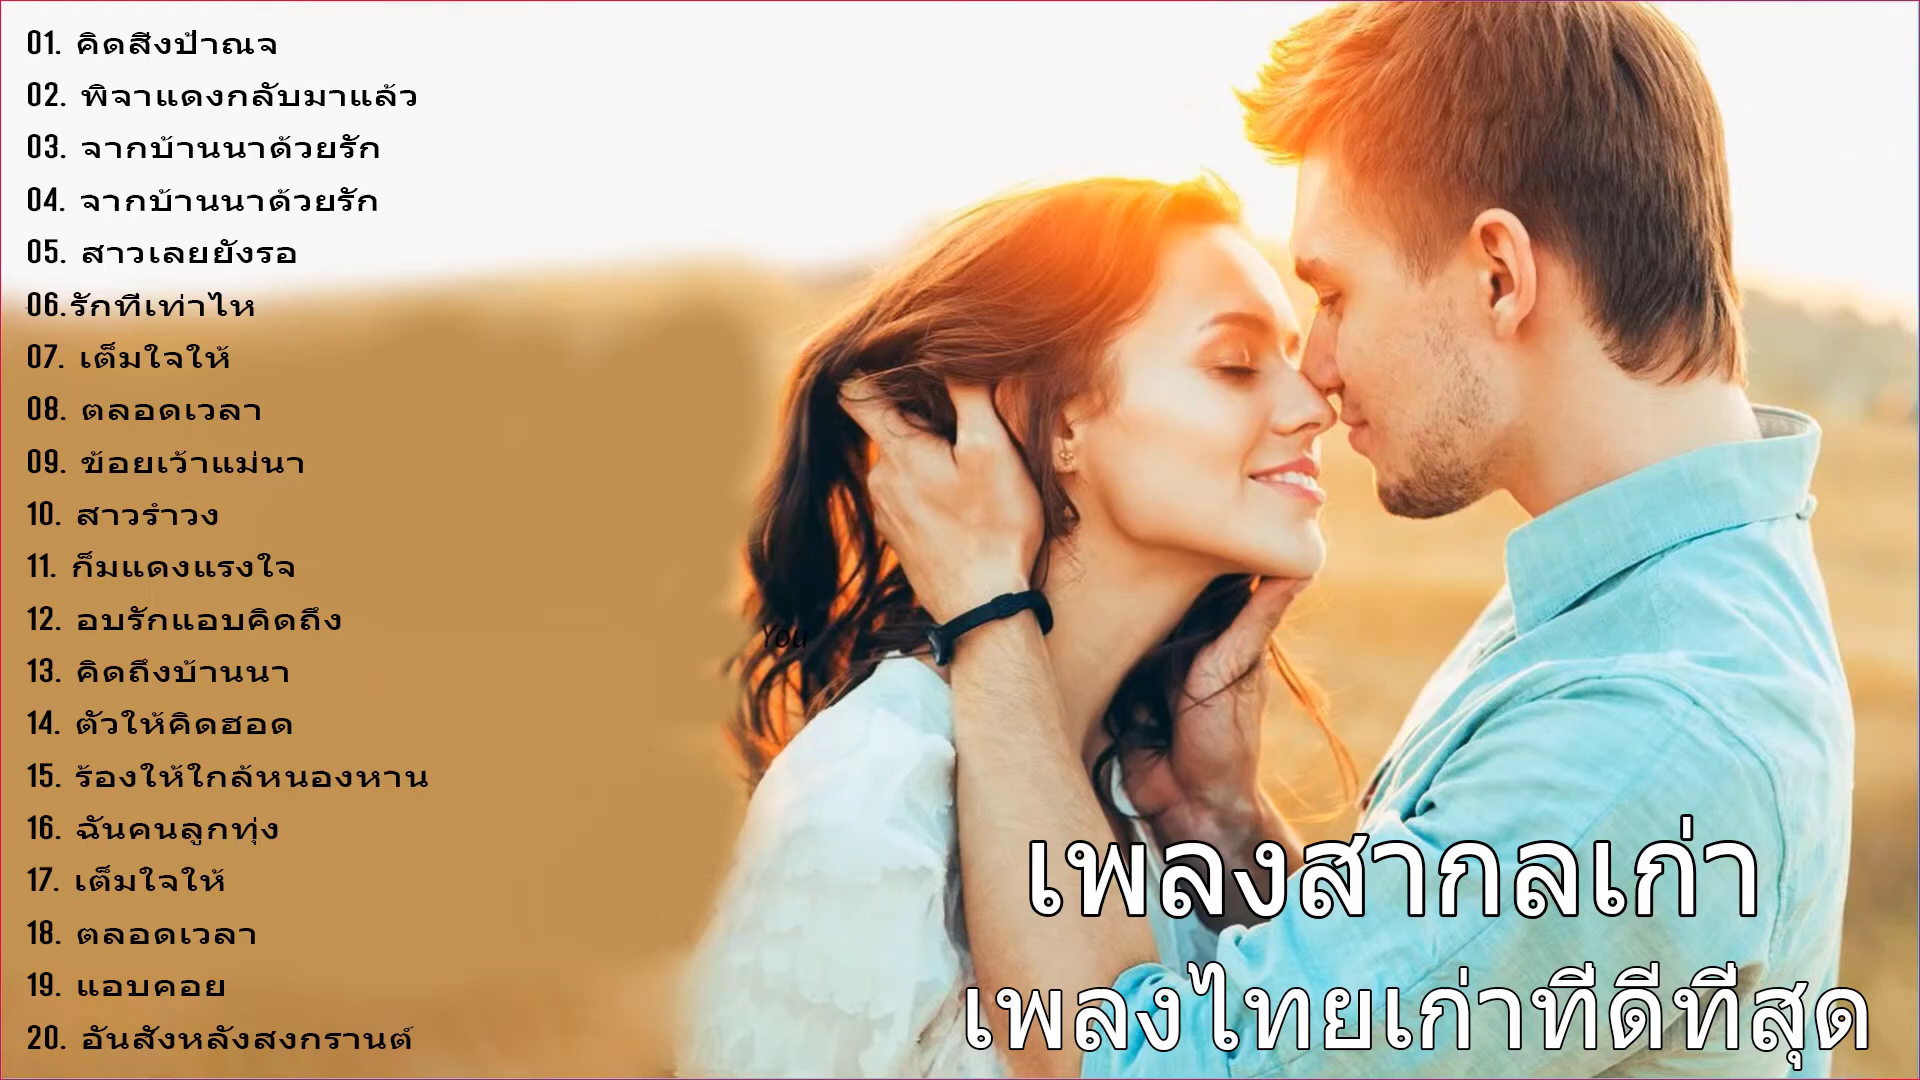 01. คิดสิงป้าณจ
02. พิจาแดงกลับมาแล้ว
03. จากบ้านนาด้วยรัก
04. จากบ้านนาด้วยรัก
05. สาวเลยยังรอ
06.รักทีเท่าไห
07. เต็มใจให้
08. ตลอดเวลา
09. ข้อยเว้าแม่นา
10. สาวรำวง
11. ก็มแดงแรงใจ
12. อบรักแอบคิดถึง
13. คิดถึงบ้านนา
14. ตัวให้คิดฮอด
15. ร้องให้ใกล้หนองหาน
16. ฉันคนลูกทุ่ง
17. เต็มใจให้
18. ตลอดเวลา
19. แอบคอย
20. อันสังหลังสงกรานต์
You
เพลงสากลเก่า
เพลงไทยเก่าทีดีทีสุด